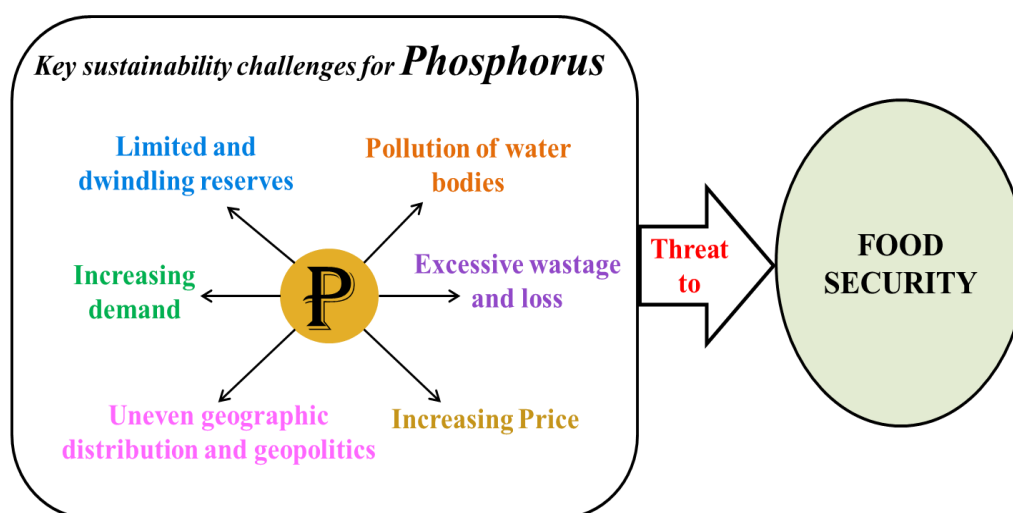 Key sustainability challenges for Phosphorus
Limited and
dwindling reserves
Pollution of water
bodies
Increasing
demand
P
Excessive wastage
and loss
Uneven geographic
distribution and geopolitics
Increasing Price
Threat
to
FOOD
SECURITY